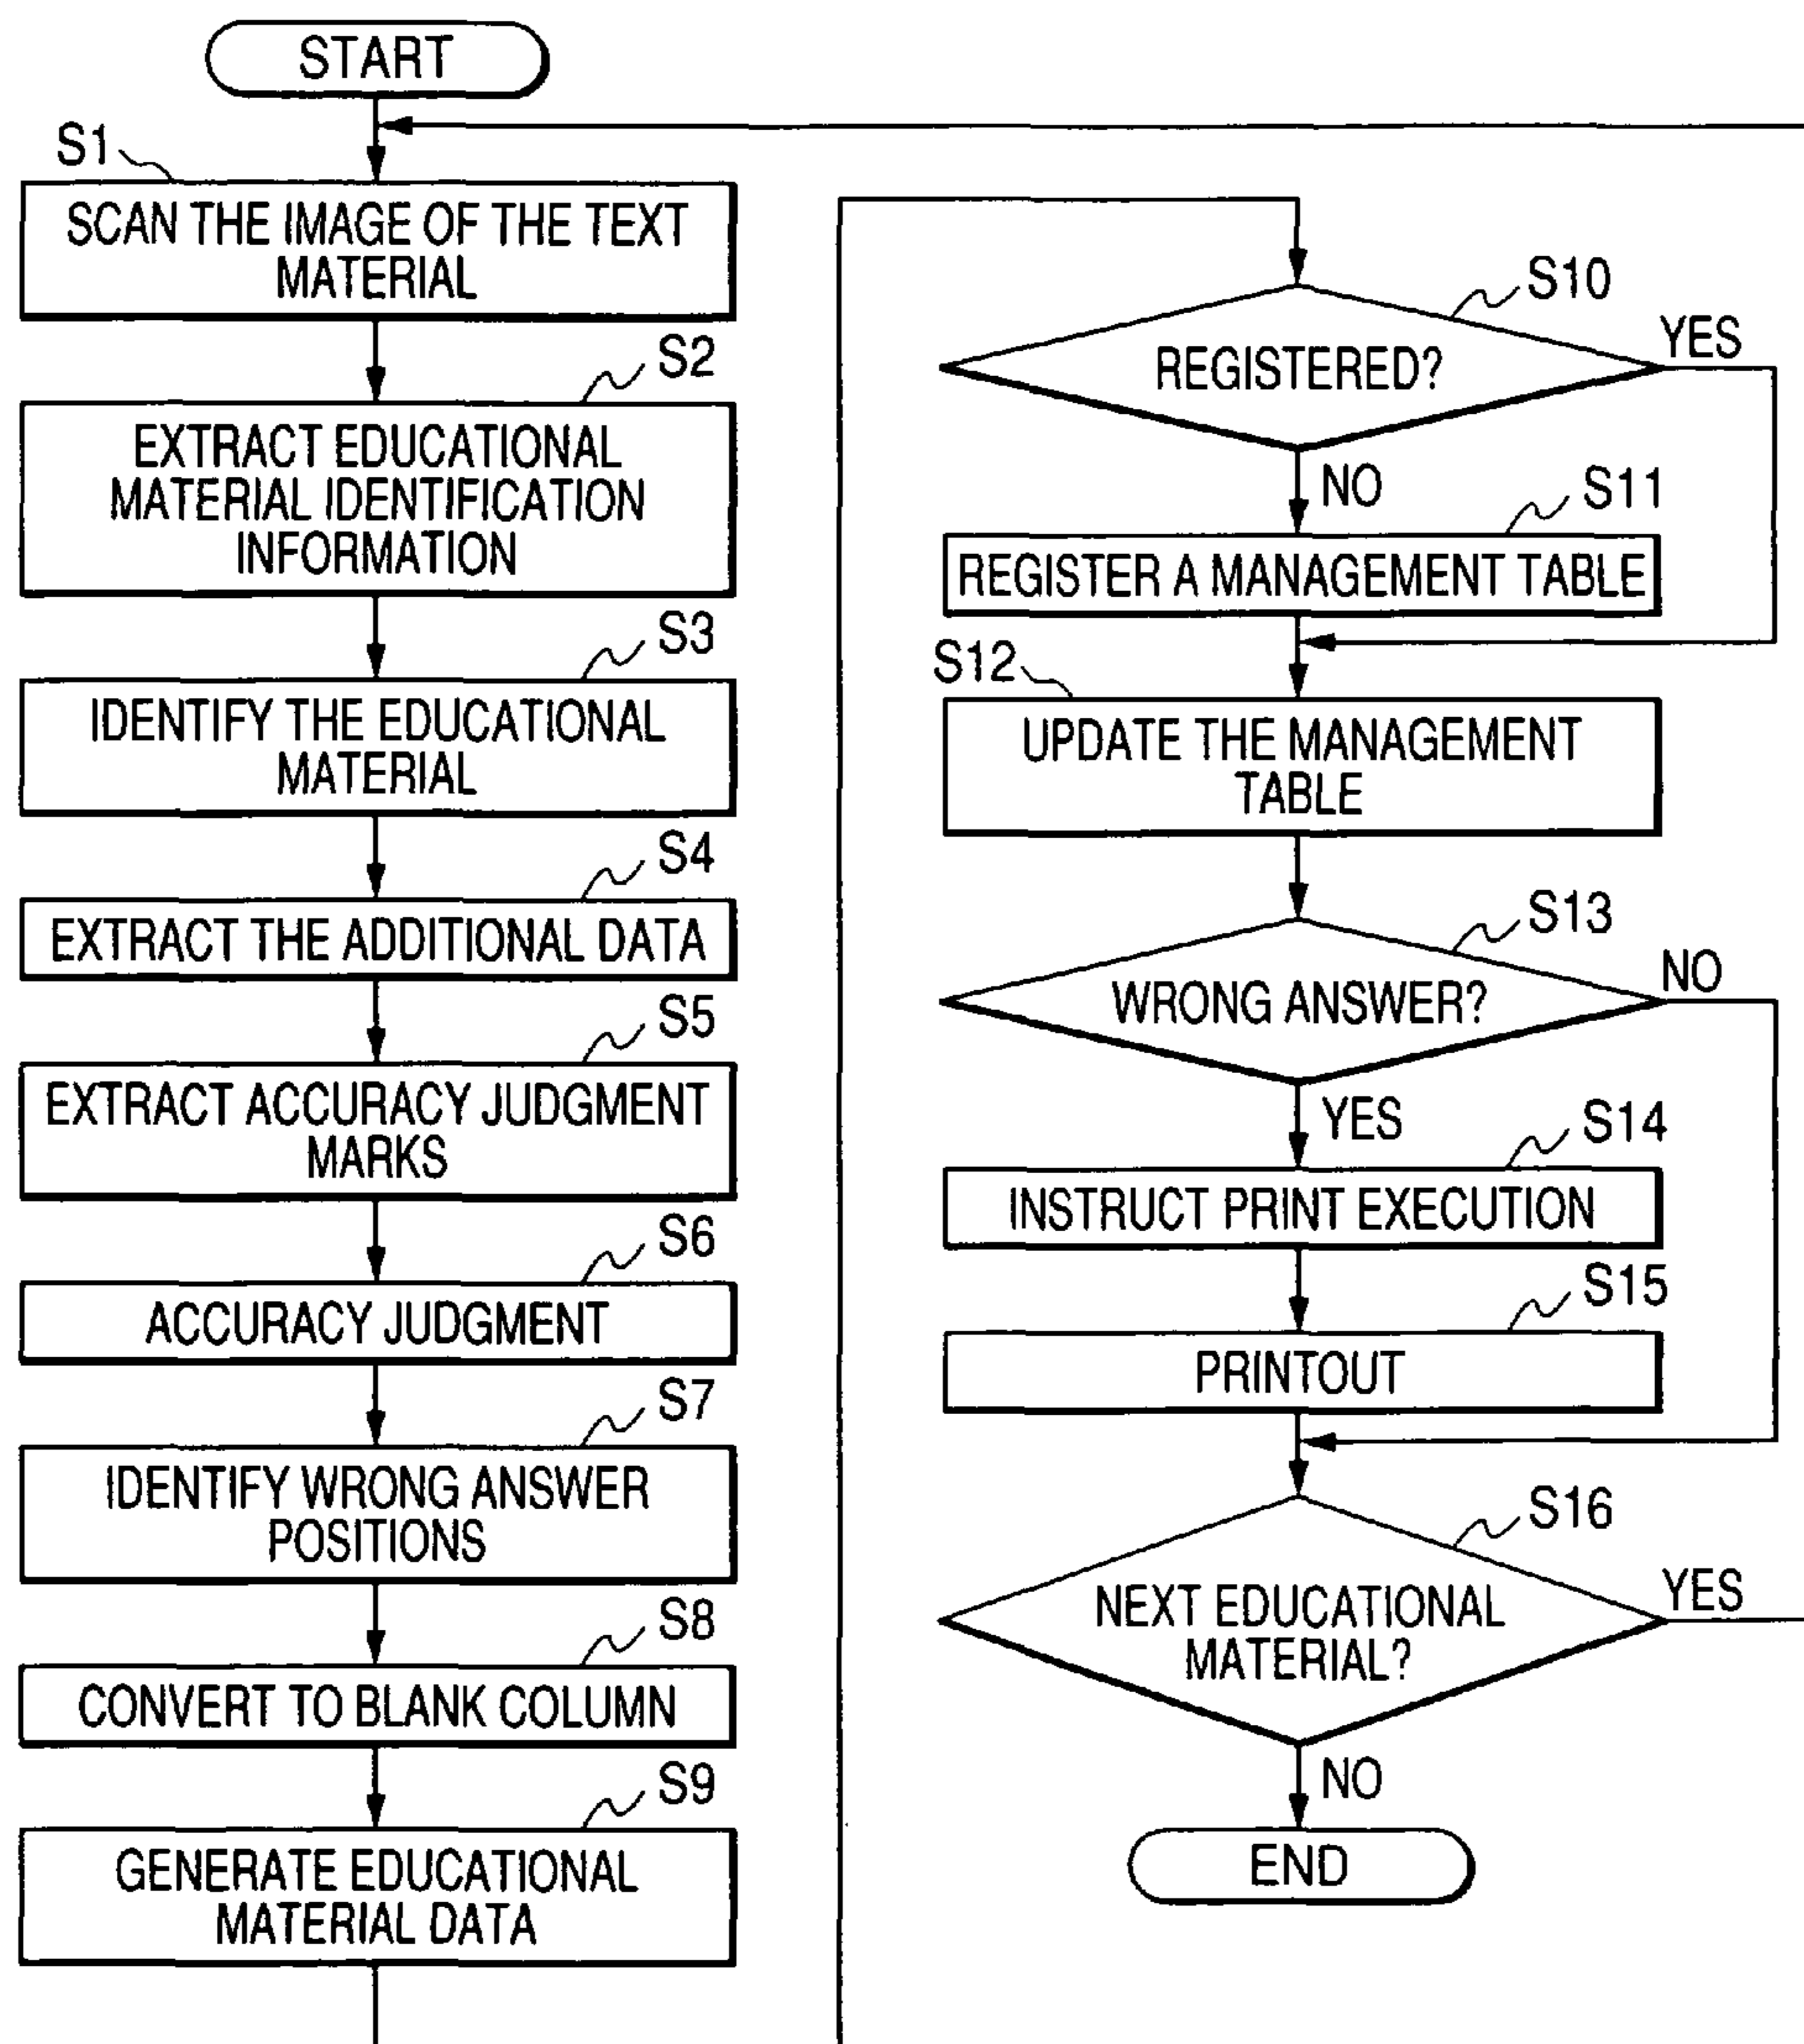 START
S1
SCAN THE IMAGE OF THE TEXT
MATERIAL
S2
EXTRACT EDUCATIONAL
MATERIAL IDENTIFICATION
INFORMATION
S3
IDENTIFY THE EDUCATIONAL
MATERIAL
S4
EXTRACT THE ADDITIONAL DATA
S5
EXTRACT ACCURACY JUDGMENT
MARKS
S6
ACCURACY JUDGMENT
S7
IDENTIFY WRONG ANSWER
POSITIONS
S8
CONVERT TO BLANK COLUMN
S9
GENERATE EDUCATIONAL
MATERIAL DATA
S10
REGISTERED?
YES
NO
S11
REGISTER A MANAGEMENT TABLE
S12
UPDATE THE MANAGEMENT
TABLE
S13
WRONG ANSWER?
NO
YES
S14
INSTRUCT PRINT EXECUTION
S15
PRINTOUT
S16
NEXT EDUCATIONAL
MATERIAL?
YES
NO
END